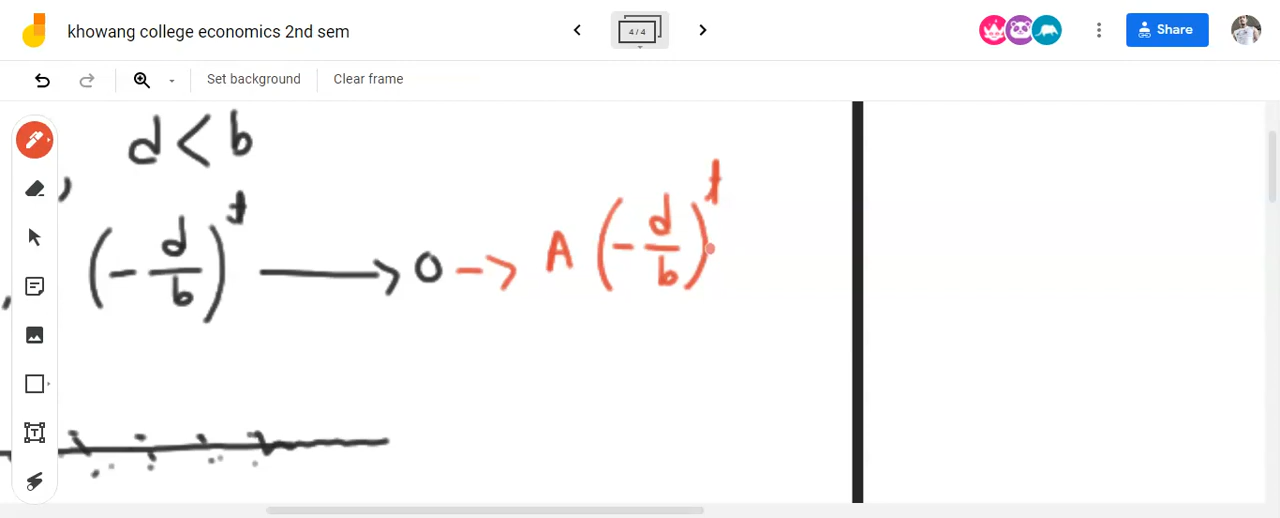 khowang college economics 2nd sem
4 / 4
Share
Set background
Clear frame
, d < b
, (- d/b)^t ⟶ 0 -> A (- d/b)^t